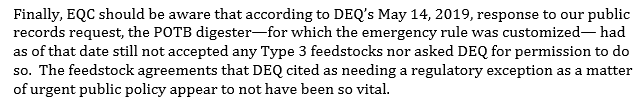 Finally, EQC should be aware that according to DEQ’s May 14, 2019, response to our public
records request, the POTB digester—for which the emergency rule was customized— had
as of that date still not accepted any Type 3 feedstocks nor asked DEQ for permission to do
so.  The feedstock agreements that DEQ cited as needing a regulatory exception as a matter
of urgent public policy appear to not have been so vital.